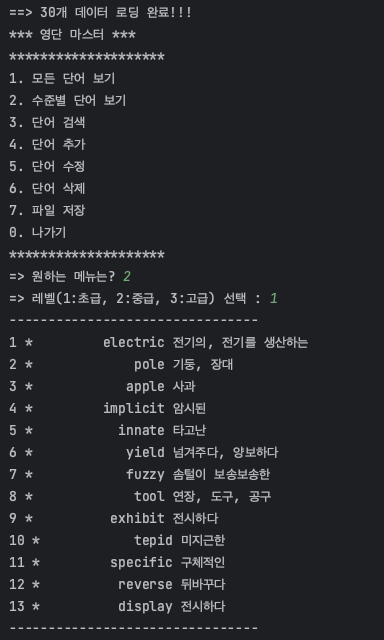 ==> 30개 데이터 로딩 완료!!!
*** 영단 마스터 ***
********************
1. 모든 단어 보기
2. 수준별 단어 보기
3. 단어 검색
4. 단어 추가
5. 단어 수정
6. 단어 삭제
7. 파일 저장
0. 나가기
********************
=> 원하는 메뉴는? 2
=> 레벨(1:초급, 2:중급, 3:고급) 선택 : 1
--------------------------------
1 *         electric 전기의, 전기를 생산하는
2 *             pole 기둥, 장대
3 *            apple 사과
4 *         implicit 암시된
5 *           innate 타고난
6 *            yield 넘겨주다, 양보하다
7 *            fuzzy 솜털이 보송보송한
8 *             tool 연장, 도구, 공구
9 *          exhibit 전시하다
10 *            tepid 미지근한
11 *         specific 구체적인
12 *          reverse 뒤바꾸다
13 *          display 전시하다
--------------------------------